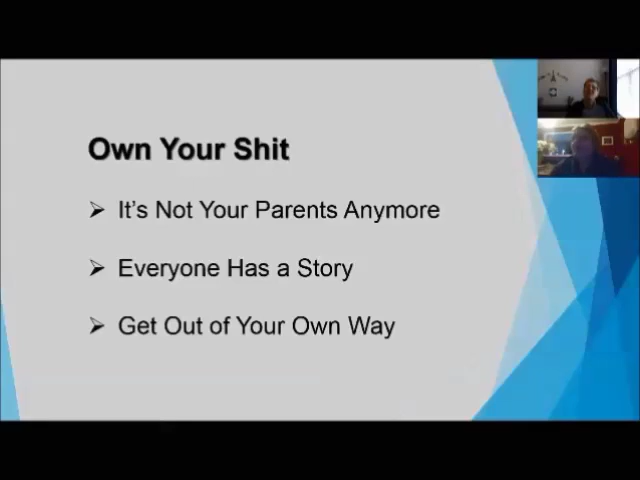 Own Your Shit
It's Not Your Parents Anymore
Everyone Has a Story
Get Out of Your Own Way